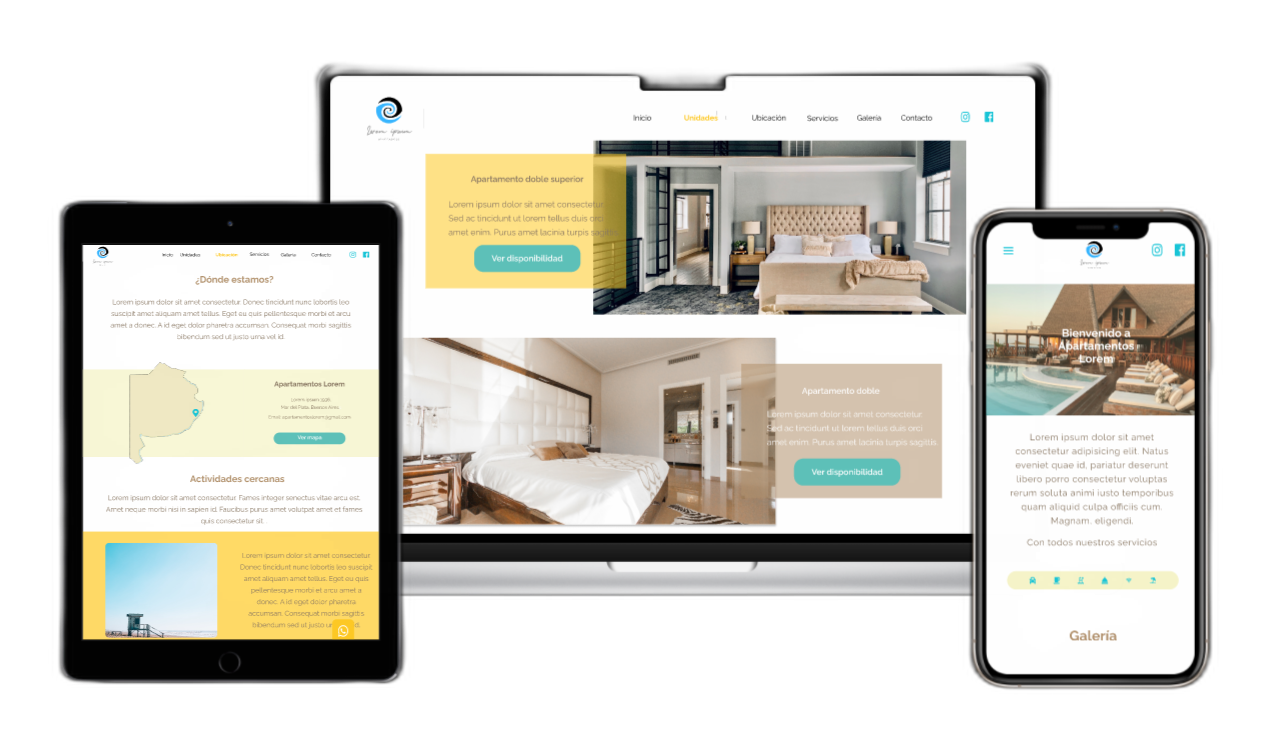 lorem ipsum
Inicio
Unidades
Ubicación
Servicios
Galería
Contacto
Apartamento doble superior
Lorem ipsum dolor sit amet consectetur.
Sed ac tincidunt ut lorem tellus duis orci
amet enim. Purus amet lacinia turpis sagittis.
Ver disponibilidad
Apartamento doble
Lorem ipsum dolor sit amet consectetur.
Sed ac tincidunt ut lorem tellus duis orci
amet enim. Purus amet lacinia turpis sagittis.
Ver disponibilidad
Inicio
Unidades
Ubicación
Servicios
Galería
Contacto
¿Dónde estamos?
Lorem ipsum dolor sit amet consectetur. Donec tincidunt nunc lobortis leo
suscipit amet aliquam amet tellus. Eget eu quis pellentesque morbi et arcu
amet a donec. A id eget dolor pharetra accumsan. Consequat morbi sagittis
bibendum sed ut justo urna vel id.
Apartamentos Lorem
Mar del Plata, Buenos Aires
Email: apartamentoslorem@gmail.com
Ver mapa
Actividades cercanas
Lorem ipsum dolor sit amet consectetur. Fames integer senectus vitae arcu est.
Amet neque morbi nisi in sapien id. Faucibus purus amet volutpat amet et fames
quis consectetur sit.
Lorem ipsum dolor sit amet consectetur.
Donec tincidunt nunc lobortis leo suscipit
amet aliquam amet tellus. Eget eu quis
pellentesque morbi et arcu amet a
donec. A id eget dolor pharetra
accumsan. Consequat morbi sagittis
bibendum sed ut justo
lorem ipsum
Bienvenido a
Apartamentos
Lorem
Lorem ipsum dolor sit amet
consectetur adipisicing elit. Natus
eveniet quae id, pariatur deserunt
libero porro consectetur voluptas
rerum soluta animi iusto temporibus
quam aliquid culpa officiis cum.
Magnam, eligendi.
Con todos nuestros servicios
Galería